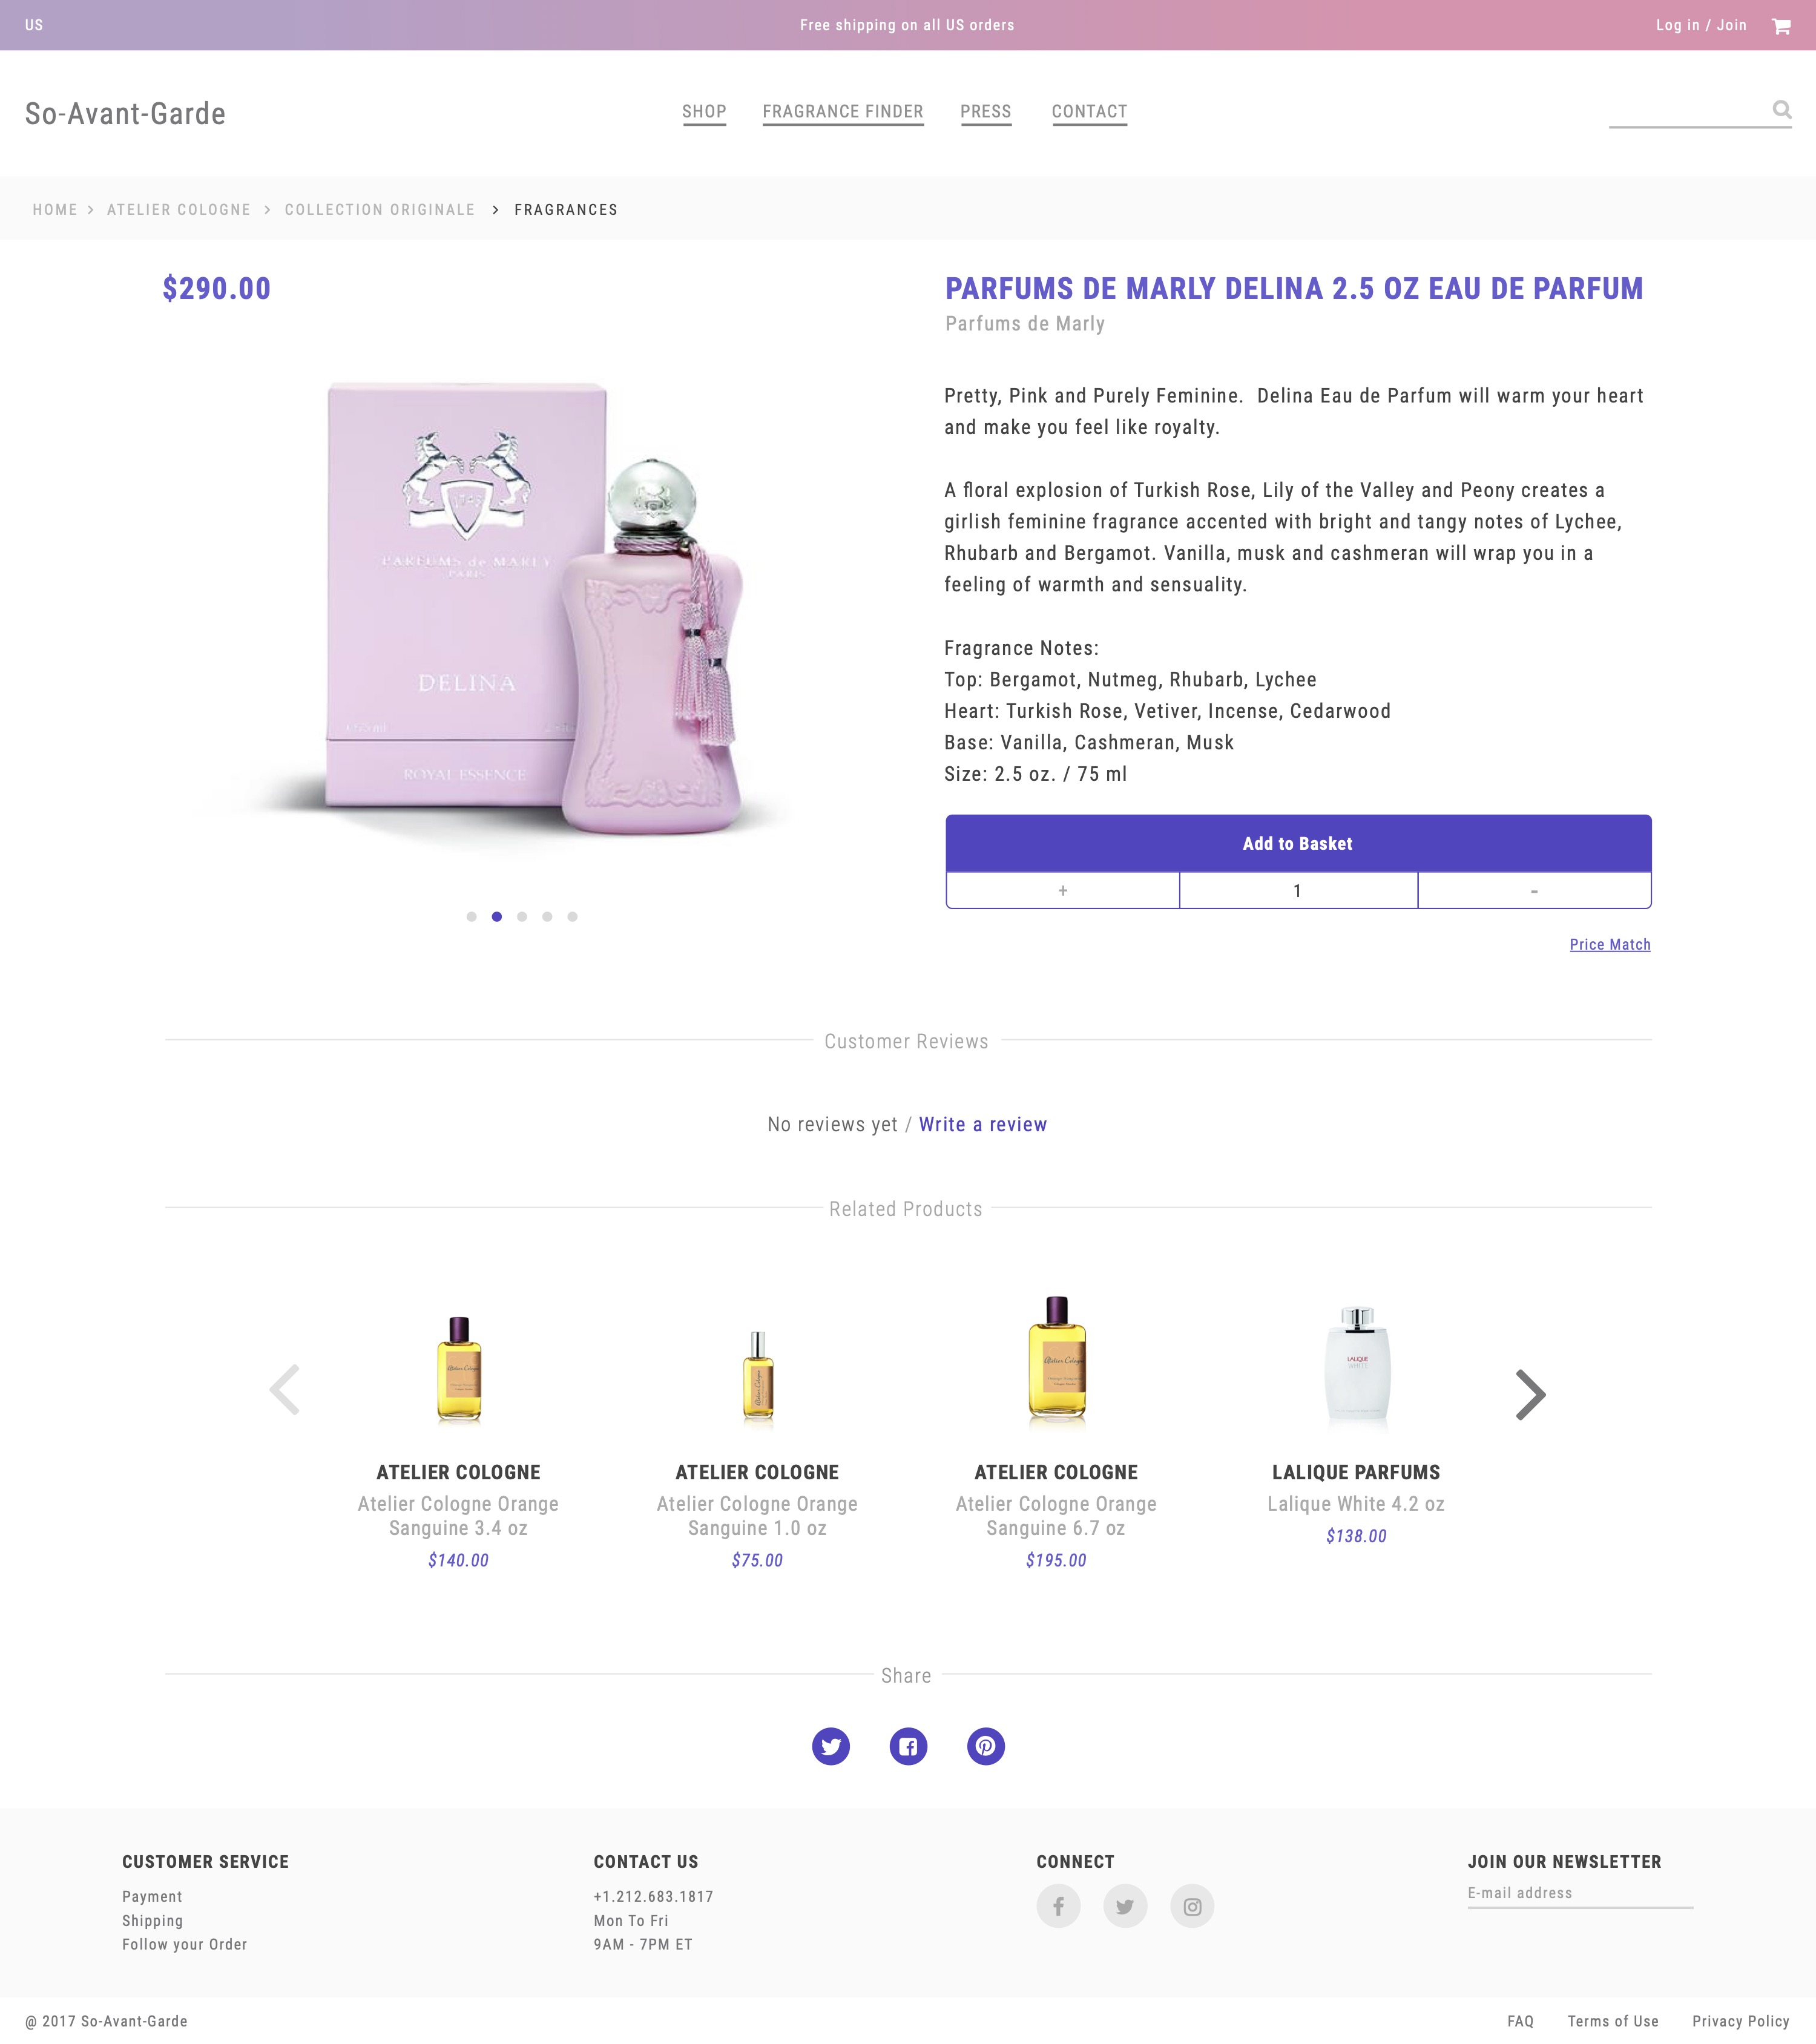 US
Free shipping on all US orders
Log in / Join
So-Avant-Garde
SHOP
FRAGRANCE FINDER
PRESS
CONTACT
HOME > ATELIER COLOGNE > COLLECTION ORIGINALE > FRAGRANCES
$290.00
PARFUMS de MARLY
PARIS
DELINA
ROYAL ESSENCE
PARFUMS DE MARLY DELINA 2.5 OZ EAU DE PARFUM
Parfums de Marly
Pretty, Pink and Purely Feminine.  Delina Eau de Parfum will warm your heart
and make you feel like royalty.
A floral explosion of Turkish Rose, Lily of the Valley and Peony creates a
girlish feminine fragrance accented with bright and tangy notes of Lychee,
Rhubarb and Bergamot. Vanilla, musk and cashmeran will wrap you in a
feeling of warmth and sensuality.
Fragrance Notes:
Top: Bergamot, Nutmeg, Rhubarb, Lychee
Heart: Turkish Rose, Vetiver, Incense, Cedarwood
Base: Vanilla, Cashmeran, Musk
Size: 2.5 oz. / 75 ml
Add to Basket
+ 1 -
Price Match
Customer Reviews
No reviews yet / Write a review
Related Products
Atelier Cologne
Atelier Cologne
Atelier Cologne
LALIQUE
WHITE
ATELIER COLOGNE
Atelier Cologne Orange
Sanguine 3.4 oz
$140.00
ATELIER COLOGNE
Atelier Cologne Orange
Sanguine 1.0 oz
$75.00
ATELIER COLOGNE
Atelier Cologne Orange
Sanguine 6.7 oz
$195.00
LALIQUE PARFUMS
Lalique White 4.2 oz
$138.00
Share
CUSTOMER SERVICE
Payment
Shipping
Follow your Order
CONTACT US
+1.212.683.1817
Mon To Fri
9AM - 7PM ET
CONNECT
JOIN OUR NEWSLETTER
E-mail address
@ 2017 So-Avant-Garde
FAQ
Terms of Use
Privacy Policy